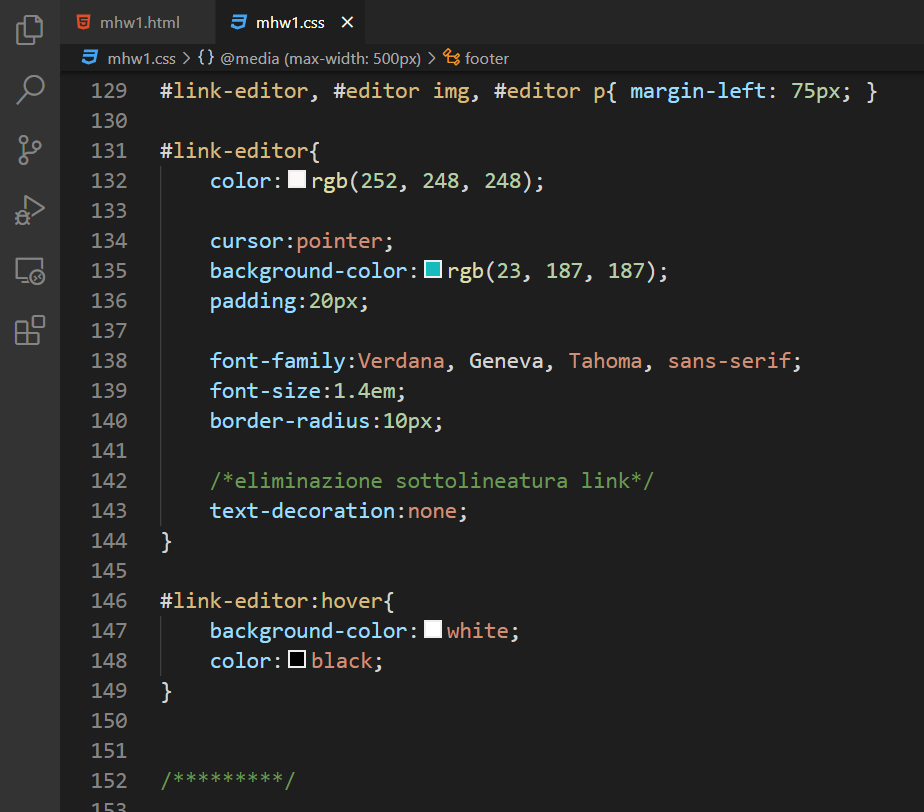 mhw1.html mhw1.css
mhw1.css > {} @media (max-width: 500px) > footer
129 #link-editor, #editor img, #editor p{ margin-left: 75px; }
130
131 #link-editor{
132 color: rgb(252, 248, 248);
133
134 cursor:pointer;
135 background-color: rgb(23, 187, 187);
136 padding:20px;
137
138 font-family:Verdana, Geneva, Tahoma, sans-serif;
139 font-size:1.4em;
140 border-radius:10px;
141
142 /*eliminazione sottolineatura link*/
143 text-decoration:none;
144 }
145
146 #link-editor:hover{
147 background-color: white;
148 color: black;
149 }
150
151
152 /*********/
153